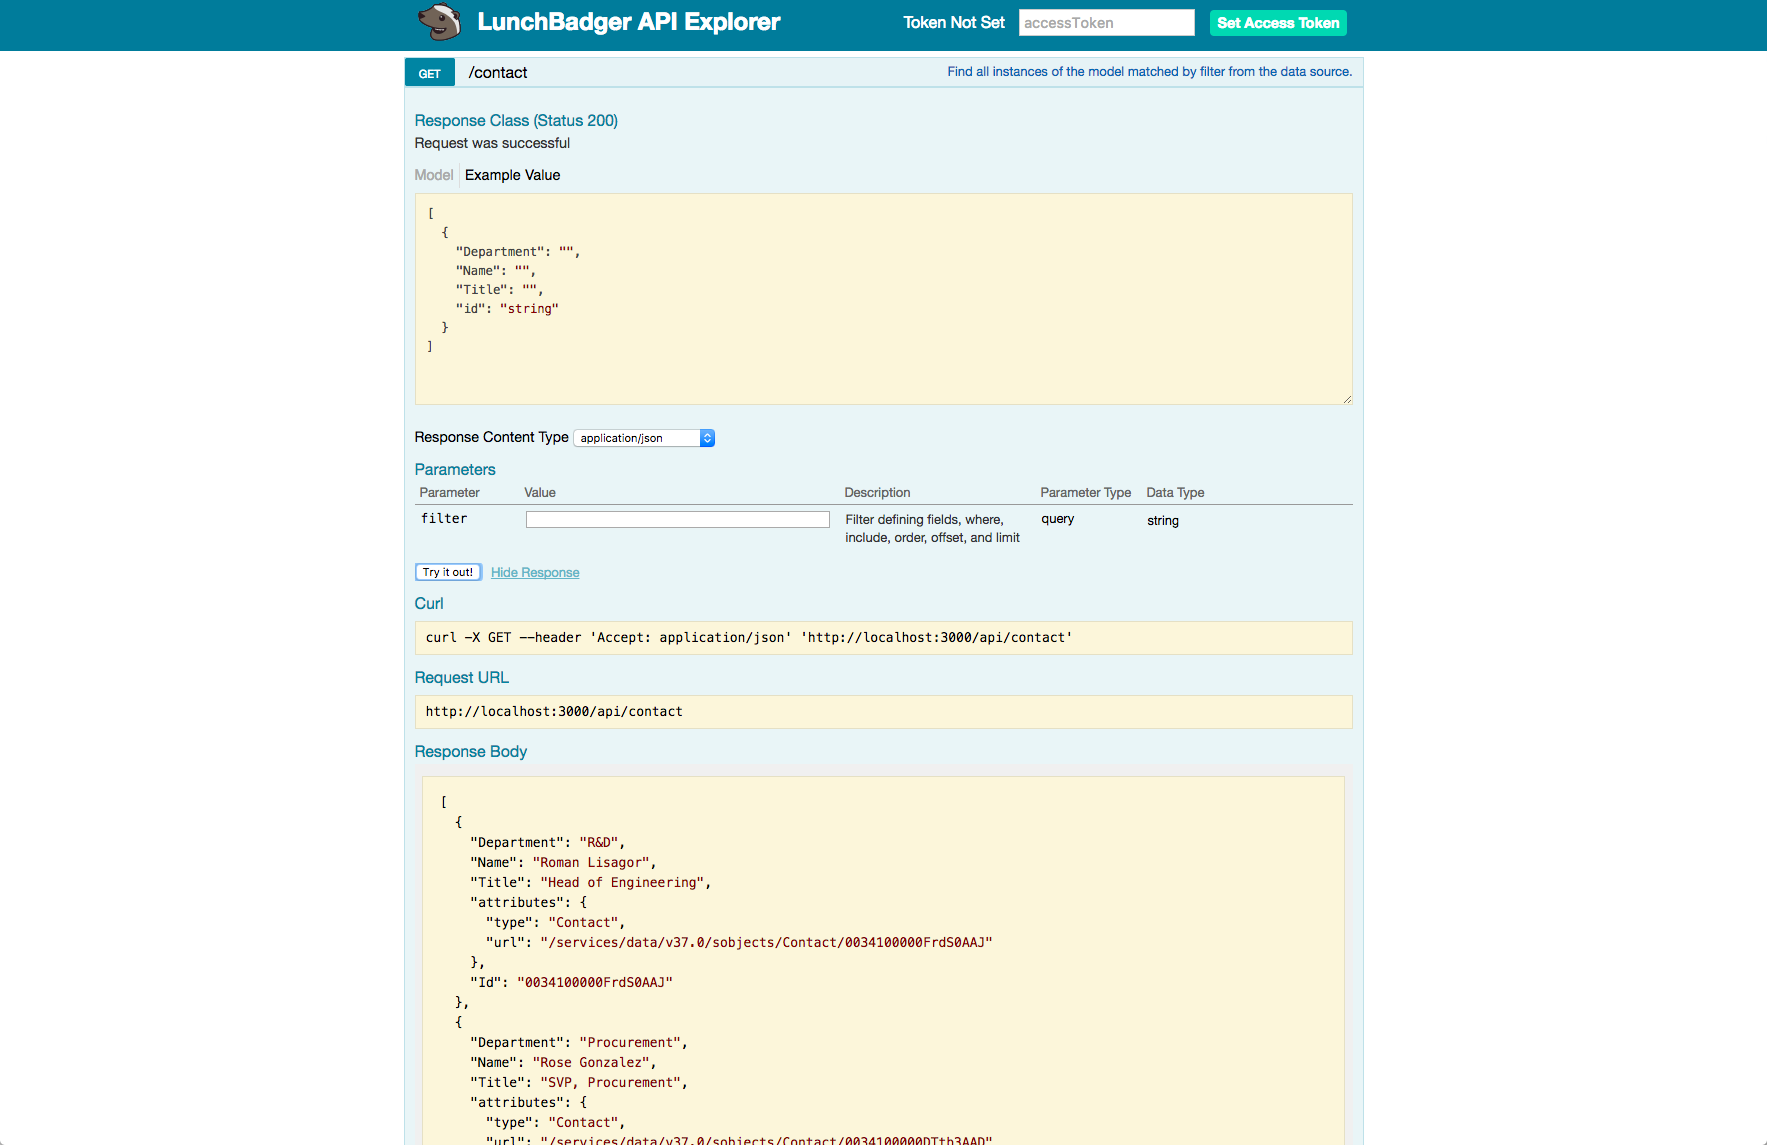 LunchBadger API Explorer
Token Not Set
accessToken
Set Access Token
GET /contact
Find all instances of the model matched by filter from the data source.
Response Class (Status 200)
Request was successful
Model Example Value
[
{
"Department": "",
"Name": "",
"Title": "",
"id": "string"
}
]
Response Content Type application/json
Parameters
Parameter Value Description Parameter Type Data Type
filter Filter defining fields, where, query string
include, order, offset, and limit
Try it out! Hide Response
Curl
curl -X GET --header 'Accept: application/json' 'http://localhost:3000/api/contact'
Request URL
http://localhost:3000/api/contact
Response Body
[
{
"Department": "R&D",
"Name": "Roman Lisagor",
"Title": "Head of Engineering",
"attributes": {
"type": "Contact",
"url": "/services/data/v37.0/sobjects/Contact/0034100000FrdS0AAJ"
},
"Id": "0034100000FrdS0AAJ"
},
{
"Department": "Procurement",
"Name": "Rose Gonzalez",
"Title": "SVP, Procurement",
"attributes": {
"type": "Contact",
"url": "/services/data/v37.0/sobjects/Contact/0034100000DTtb3AAD"